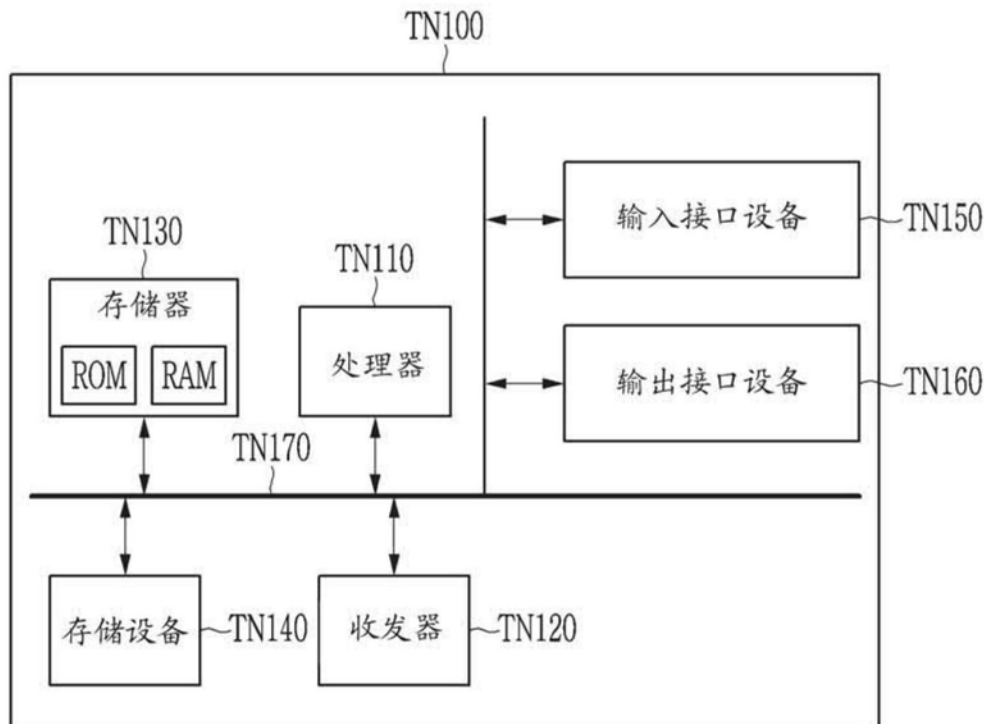 TN100
输入接口设备
TN150
TN130
TN110
存储器
ROM
RAM
处理器
输出接口设备
TN160
TN170
存储设备
TN140
收发器
TN120